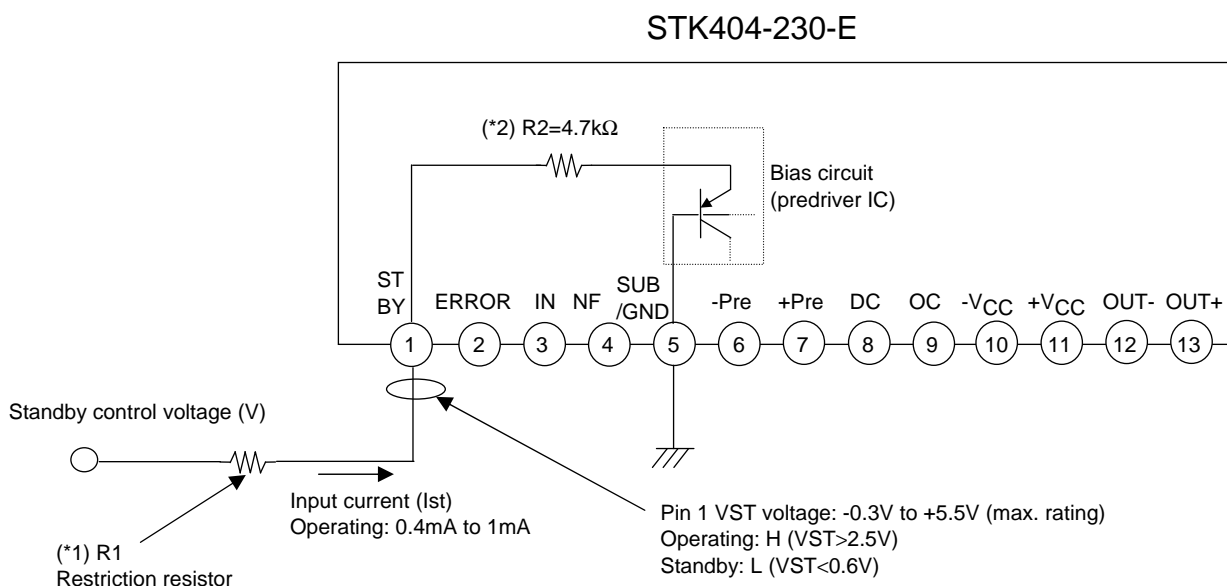 STK404-230-E
(*2) R2=4.7kΩ
Bias circuit
(predriver IC)
ST
BY
ERROR
IN
NF
SUB
/GND
-Pre
+Pre
DC
OC
-VCC
+VCC
OUT-
OUT+
1
2
3
4
5
6
7
8
9
10
11
12
13
Standby control voltage (V)
Input current (Ist)
Operating: 0.4mA to 1mA
(*1) R1
Restriction resistor
Pin 1 VST voltage: -0.3V to +5.5V (max. rating)
Operating: H (VST>2.5V)
Standby: L (VST<0.6V)